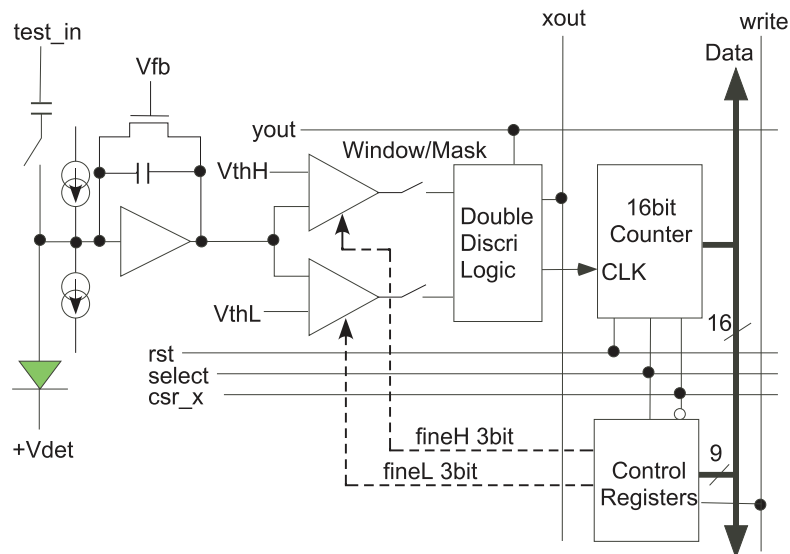 xout
write
test_in
Data
Vfb
yout
Window/Mask
VthH
Double
Discri
Logic
16bit
Counter
CLK
VthL
16
rst
select
csr_x
fineH 3bit
fineL 3bit
9
Control
Registers
+Vdet